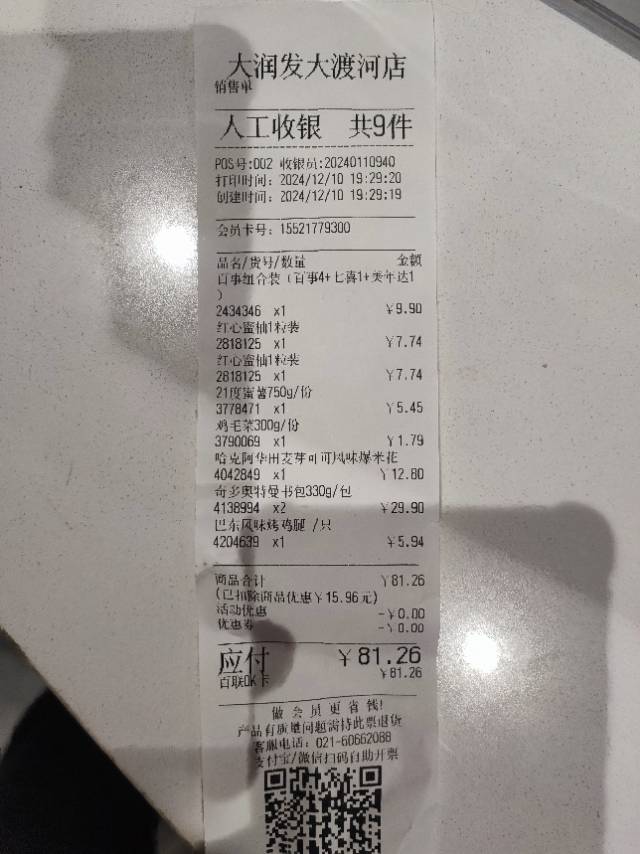 大润发大渡河店
销售单
人工收银 共9件
POS号:002 收银员:20240110940
打印时间: 2024/12/10 19:29:20
创建时间: 2024/12/10 19:29:19
会员卡号: 15521779300
品名/货号/数量 金额
百事组合装(百事4+七喜1+美年达1
)
2434346 x1 ￥9.90
红心蜜柚1粒装
2818125 x1 ￥7.74
红心蜜柚1粒装
2818125 x1 ￥7.74
21度蜜薯750g/份
3778471 x1 ￥5.45
鸡毛菜300g/份
3790069 x1 ￥1.79
哈克阿华田麦芽可可风味爆米花
4042849 x1 ￥12.80
奇多奥特曼书包330g/包
4138994 x2 ￥29.90
巴东风味烤鸡腿 /只
4204639 x1 ￥5.94
商品合计 ￥81.26
(已扣除商品优惠￥15.96元)
活动优惠 -￥0.00
优惠券 -￥0.00
应付 ￥81.26
百联OK卡 ￥81.26
做会员更省钱!
产品有质量问题请持此票退货
客服电话: 021-60662088
支付宝/微信扫码自助开票